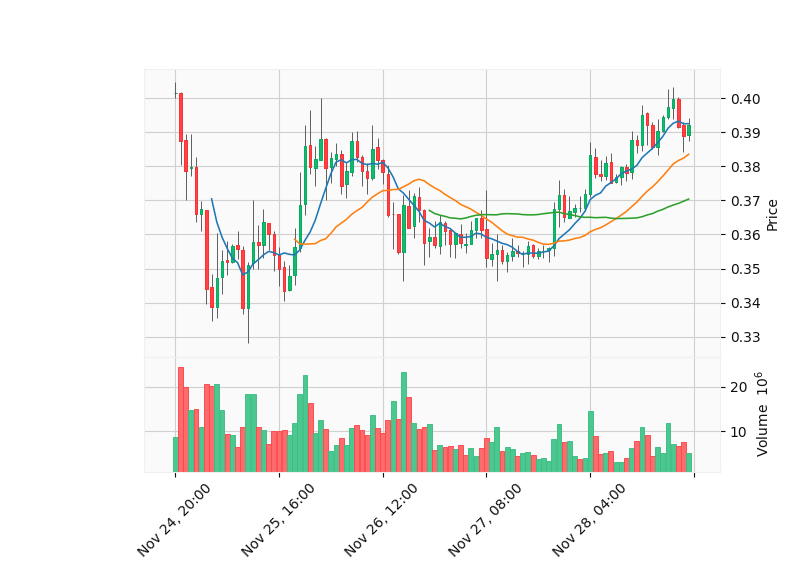 0.40
0.39
0.38
0.37
0.36
0.35
0.34
0.33
Price
20
10
Volume 10⁶
Nov 24, 20:00
Nov 25, 16:00
Nov 26, 12:00
Nov 27, 08:00
Nov 28, 04:00